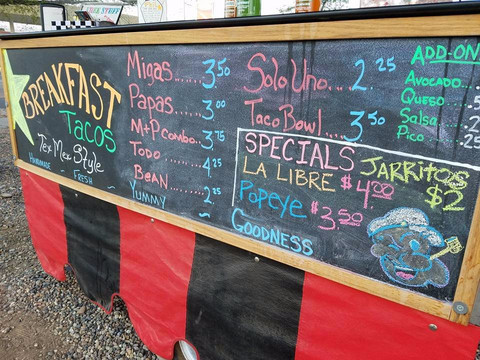 BREAKFAST
Tacos
Tex Mex Style
HOMEMADE ~ FRESH
Migas...... 3.50
Papas...... 3.00
M+P combo.. 3.75
TODO....... 4.25
BEAN....... 2.25
YUMMY
Solo Uno... 2.25
Taco Bowl... 3.50
SPECIALS
LA LIBRE $4.00
POPEYE $3.50
GOODNESS
JARRITOS
$2
ADD-ON
AVOCADO
QUESO
SALSA
PICO .25